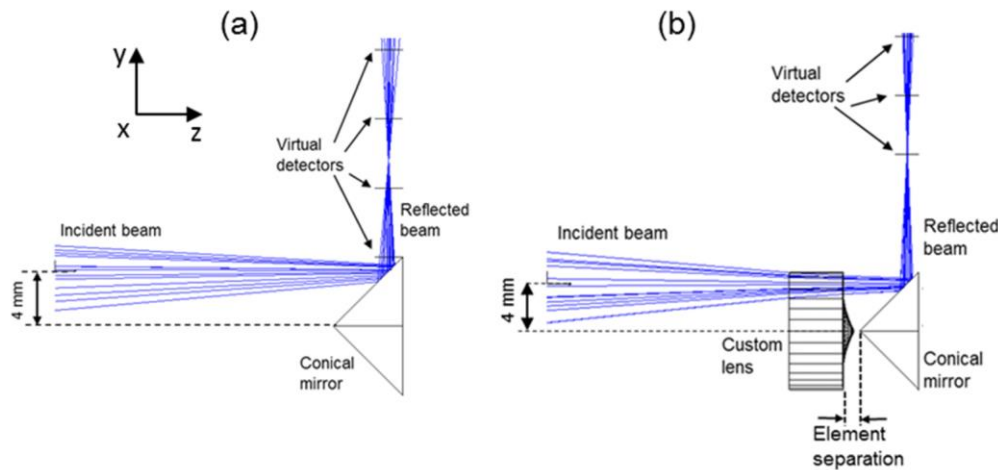 (a)
y
x
z
Virtual
detectors
Incident beam
Reflected
beam
4 mm
Conical
mirror
(b)
Virtual
detectors
Incident beam
Reflected
beam
4 mm
Custom
lens
Conical
mirror
Element
separation